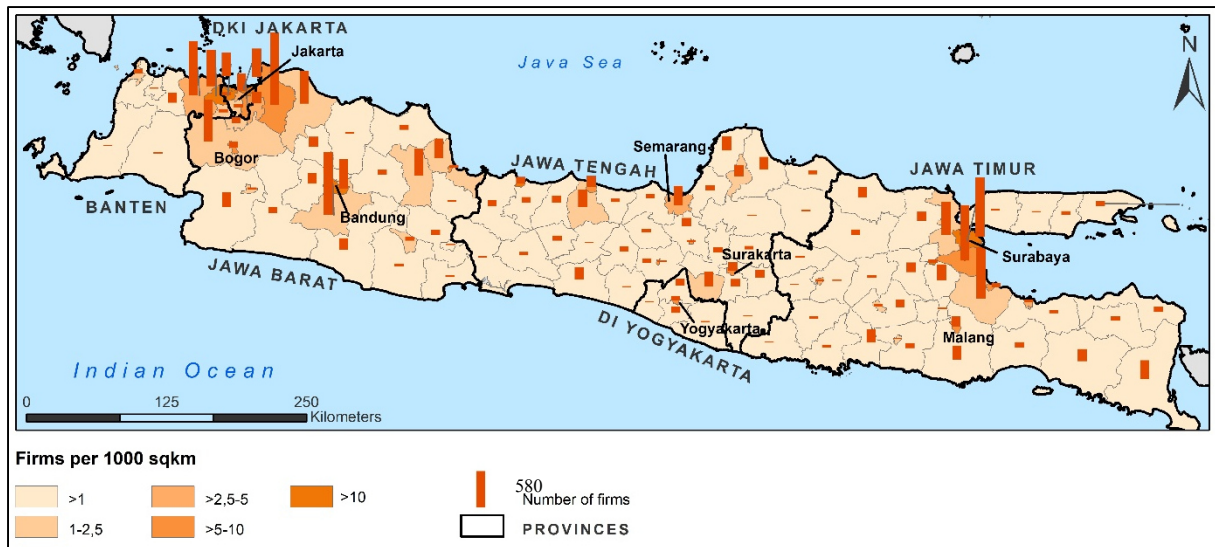 DKI JAKARTA
Jakarta
Java Sea
N
Bogor
BANTEN
Bandung
JAWA BARAT
JAWA TENGAH
Semarang
Surakarta
Yogyakarta
DI YOGYAKARTA
JAWA TIMUR
Surabaya
Malang
Indian Ocean
0 125 250
Kilometers
Firms per 1000 sqkm
>1
>2,5-5
>10
1-2,5
>5-10
580
Number of firms
PROVINCES